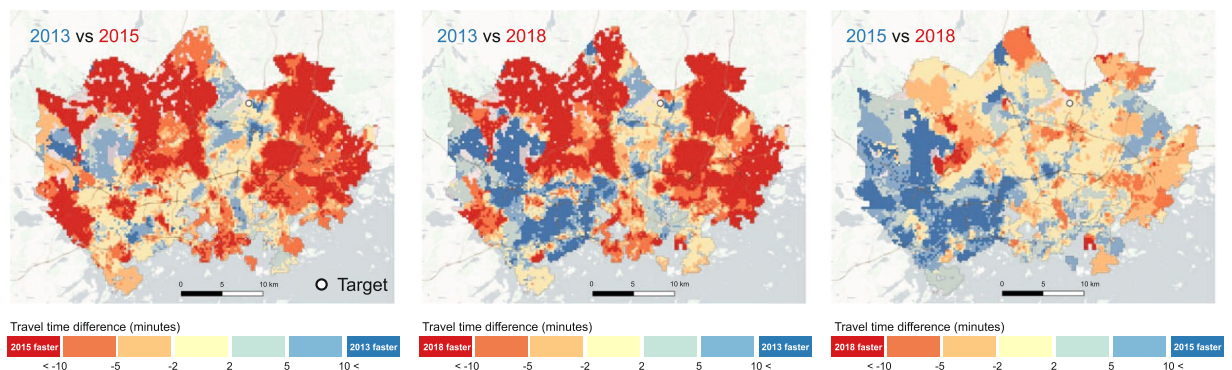 2013 vs 2015
Target
0 5 10 km
Travel time difference (minutes)
2015 faster 2013 faster
< -10 -5 -2 2 5 10 <
2013 vs 2018
0 5 10 km
Travel time difference (minutes)
2018 faster 2013 faster
< -10 -5 -2 2 5 10 <
2015 vs 2018
0 5 10 km
Travel time difference (minutes)
2018 faster 2015 faster
< -10 -5 -2 2 5 10 <